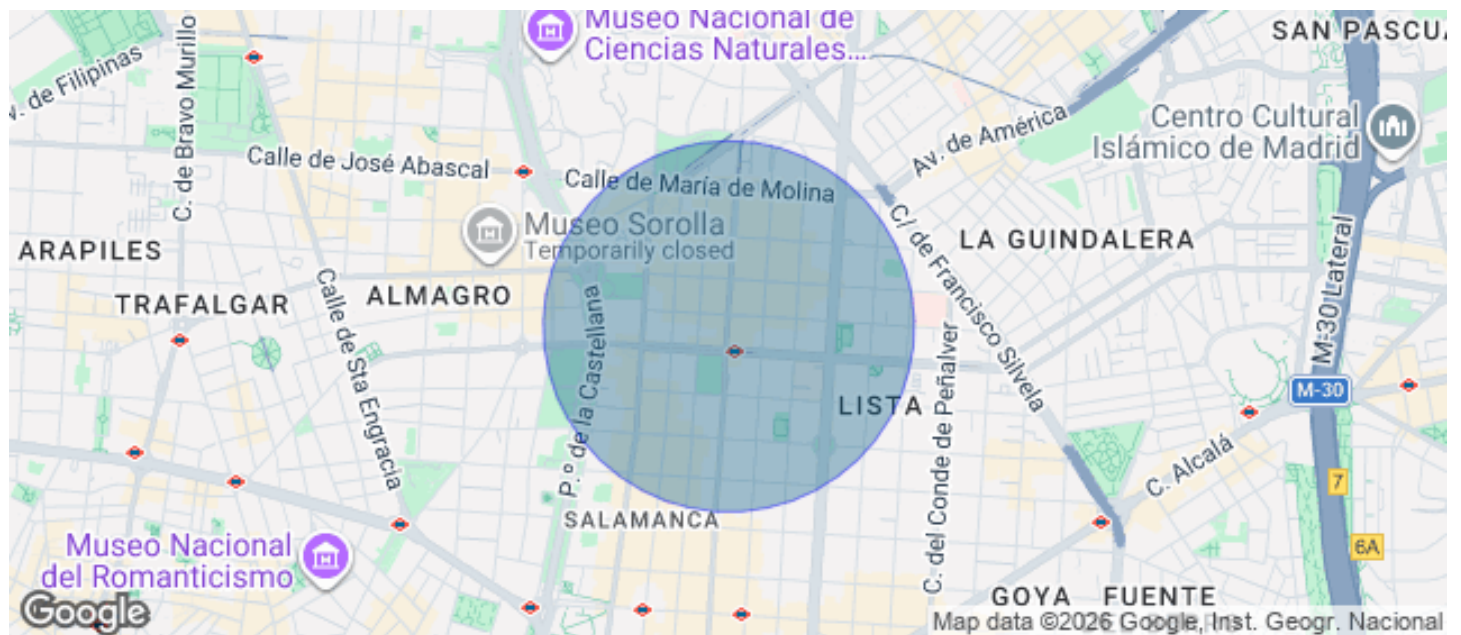 Museo Nacional de
Ciencias Naturales...
SAN PASCU
de Filipinas
C. de Bravo Murillo
Centro Cultural
Islámico de Madrid
Av. de América
Calle de José Abascal
Calle de María de Molina
Museo Sorolla
Temporarily closed
C/ de Francisco Silvela
ARAPILES
LA GUINDALERA
TRAFALGAR
ALMAGRO
Calle de Sta Engracia
P.º de la Castellana
M-30 Lateral
M-30
LISTA
C. del Conde de Peñalver
C. Alcalá
7
SALAMANCA
6A
Museo Nacional
del Romanticismo
GOYA
FUENTE
Google
Map data ©2026 Google, Inst. Geogr. Nacional